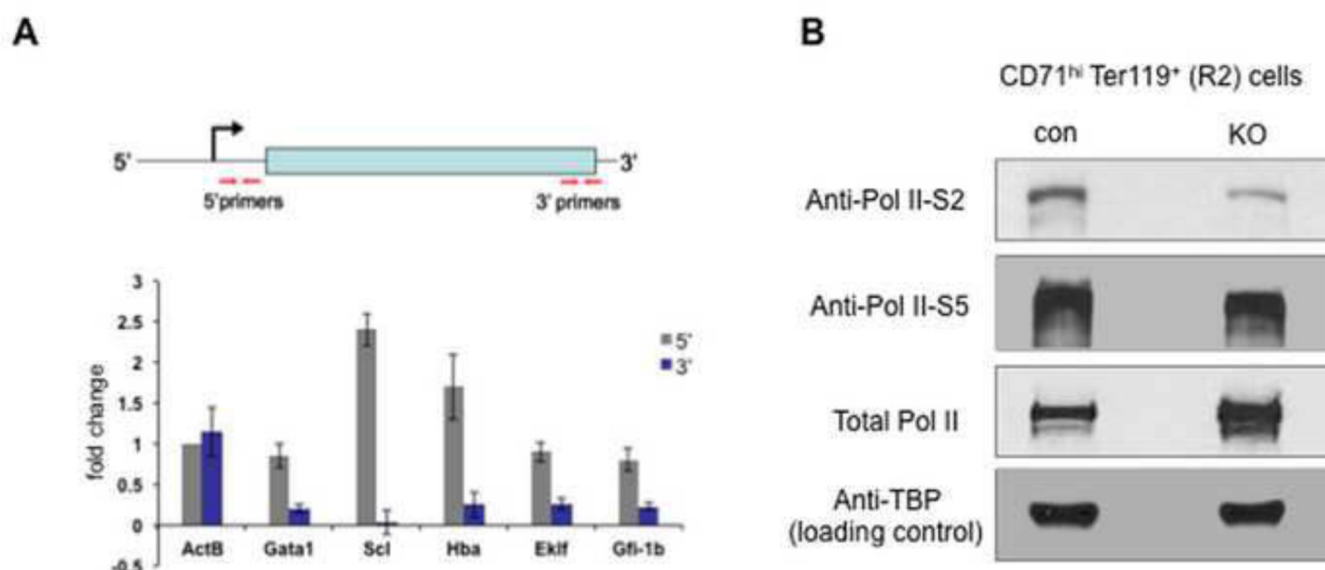 A
5'
3'
5'primers
3' primers
3
2.5
2
1.5
1
0.5
0
-0.5
fold change
5'
3'
ActB Gata1 Scl Hba Eklf Gfi-1b
B
CD71ʰⁱ Ter119⁺ (R2) cells
con KO
Anti-Pol II-S2
Anti-Pol II-S5
Total Pol II
Anti-TBP
(loading control)